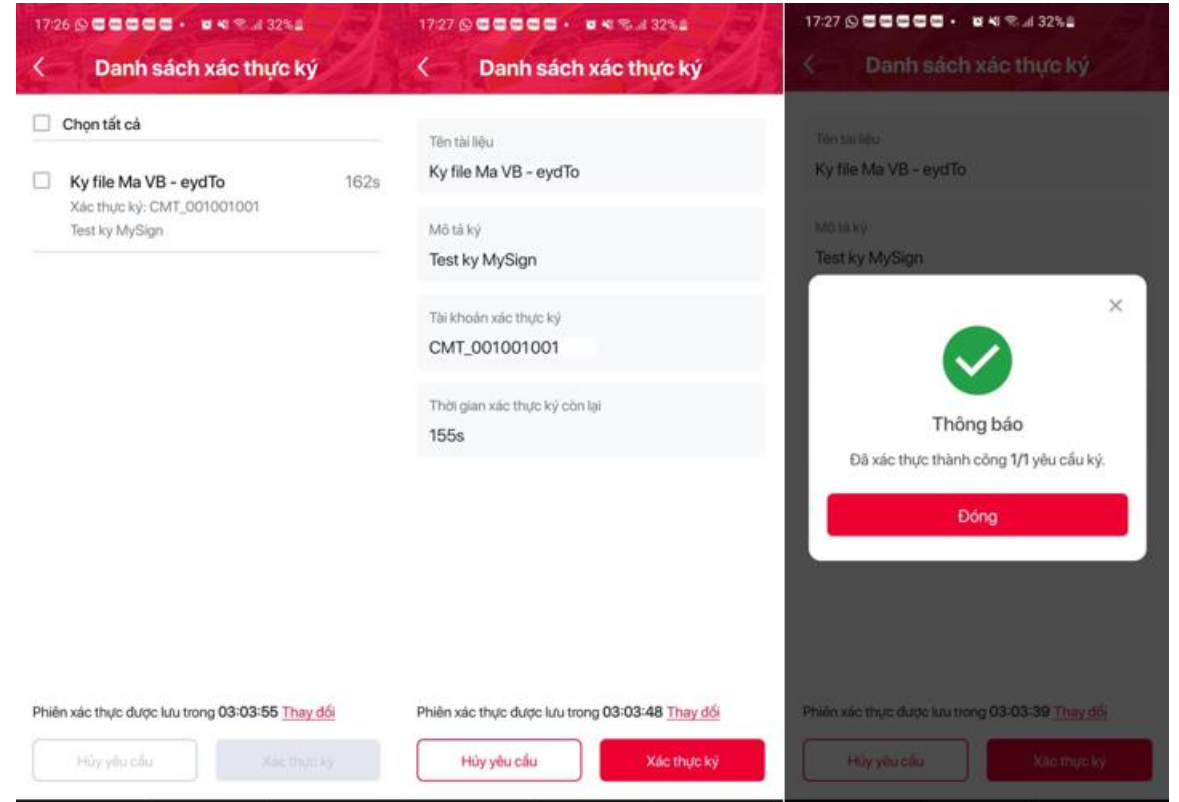 17:26
32%
Danh sách xác thực ký
Chọn tất cả
Ky file Ma VB - eydTo
162s
Xác thực ký: CMT_001001001
Test ky MySign
Phiên xác thực được lưu trong 03:03:55 Thay đổi
Hủy yêu cầu
Xác thực ký
17:27
32%
Danh sách xác thực ký
Tên tài liệu
Ky file Ma VB - eydTo
Mô tả ký
Test ky MySign
Tài khoản xác thực ký
CMT_001001001
Thời gian xác thực ký còn lại
155s
Phiên xác thực được lưu trong 03:03:48 Thay đổi
Hủy yêu cầu
Xác thực ký
17:27
32%
Danh sách xác thực ký
Tên tài liệu
Ky file Ma VB - eydTo
Mô tả ký
Test ky MySign
Thông báo
Đã xác thực thành công 1/1 yêu cầu ký.
Đóng
Phiên xác thực được lưu trong 03:03:39 Thay đổi
Hủy yêu cầu
Xác thực ký